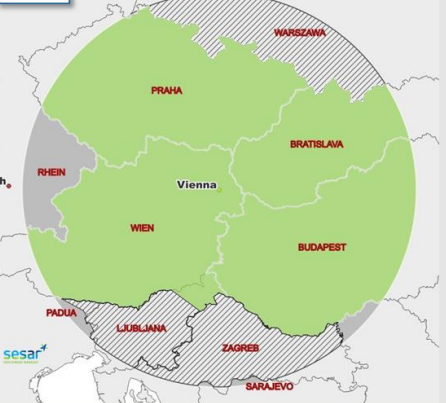 WARSZAWA
PRAHA
BRATISLAVA
RHEIN
h
Vienna
WIEN
BUDAPEST
PADUA
LJUBLJANA
ZAGREB
sesar
SARAJEVO